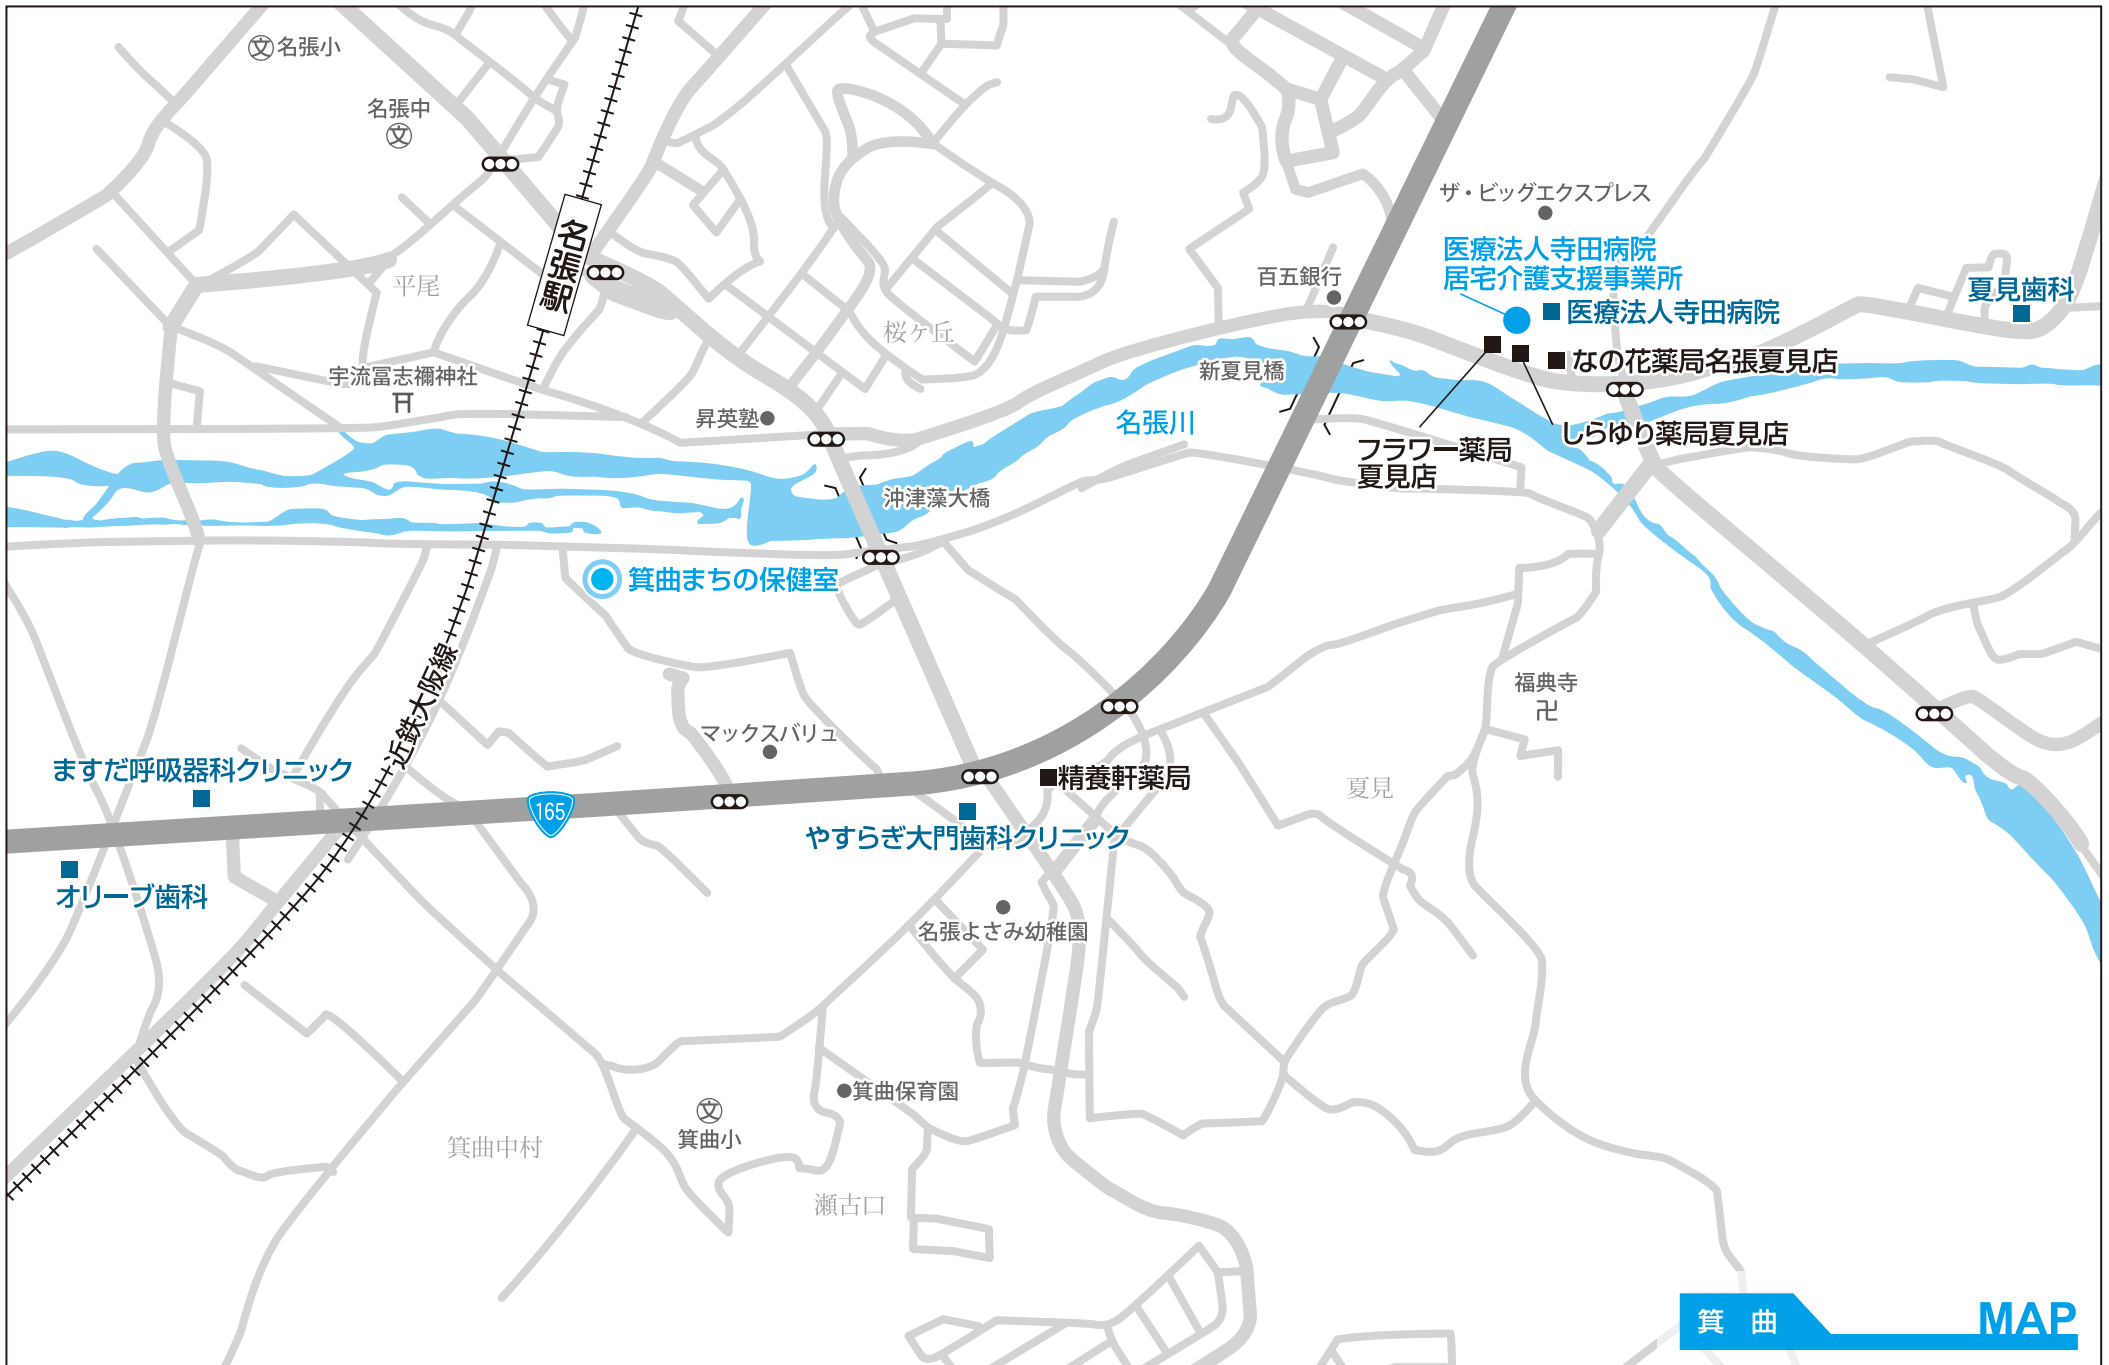 文 名張小
名張中
文
名張駅
平尾
宇流冨志禰神社
昇英塾
桜ケ丘
ザ・ビッグエクスプレス
医療法人寺田病院
居宅介護支援事業所
百五銀行
医療法人寺田病院
夏見歯科
新夏見橋
なの花薬局名張夏見店
名張川
フラワー薬局
夏見店
しらゆり薬局夏見店
沖津藻大橋
箕曲まちの保健室
近鉄大阪線
福典寺
卍
マックスバリュ
ますだ呼吸器科クリニック
精養軒薬局
夏見
165
やすらぎ大門歯科クリニック
オリーブ歯科
名張よさみ幼稚園
箕曲保育園
文
箕曲小
箕曲中村
瀬古口
箕曲 MAP